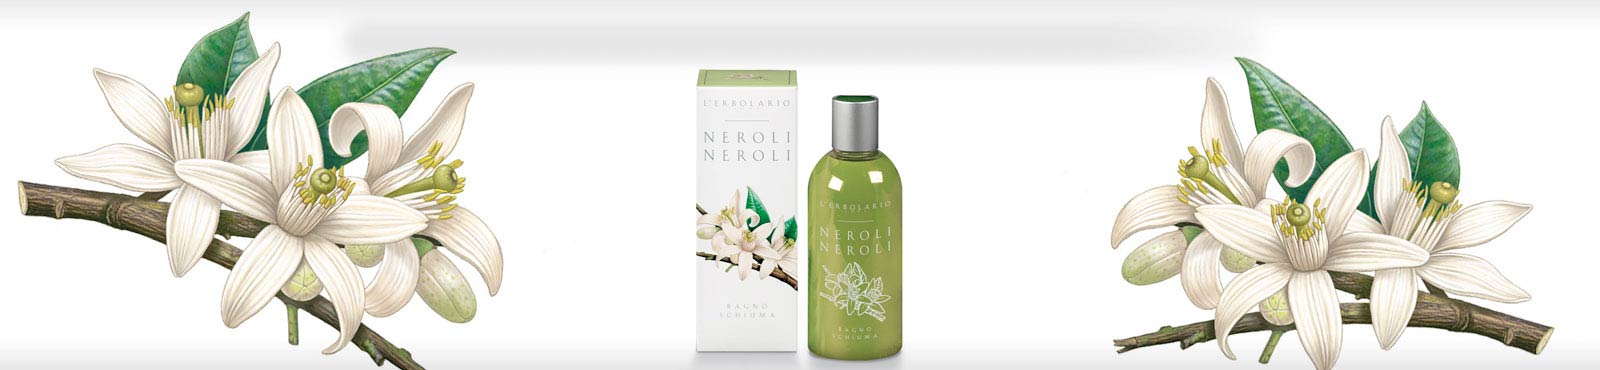 L'ERBOLARIO
NEROLI
NEROLI
BAGNO
SCHIUMA
L'ERBOLARIO
NEROLI
NEROLI
BAGNO
SCHIUMA